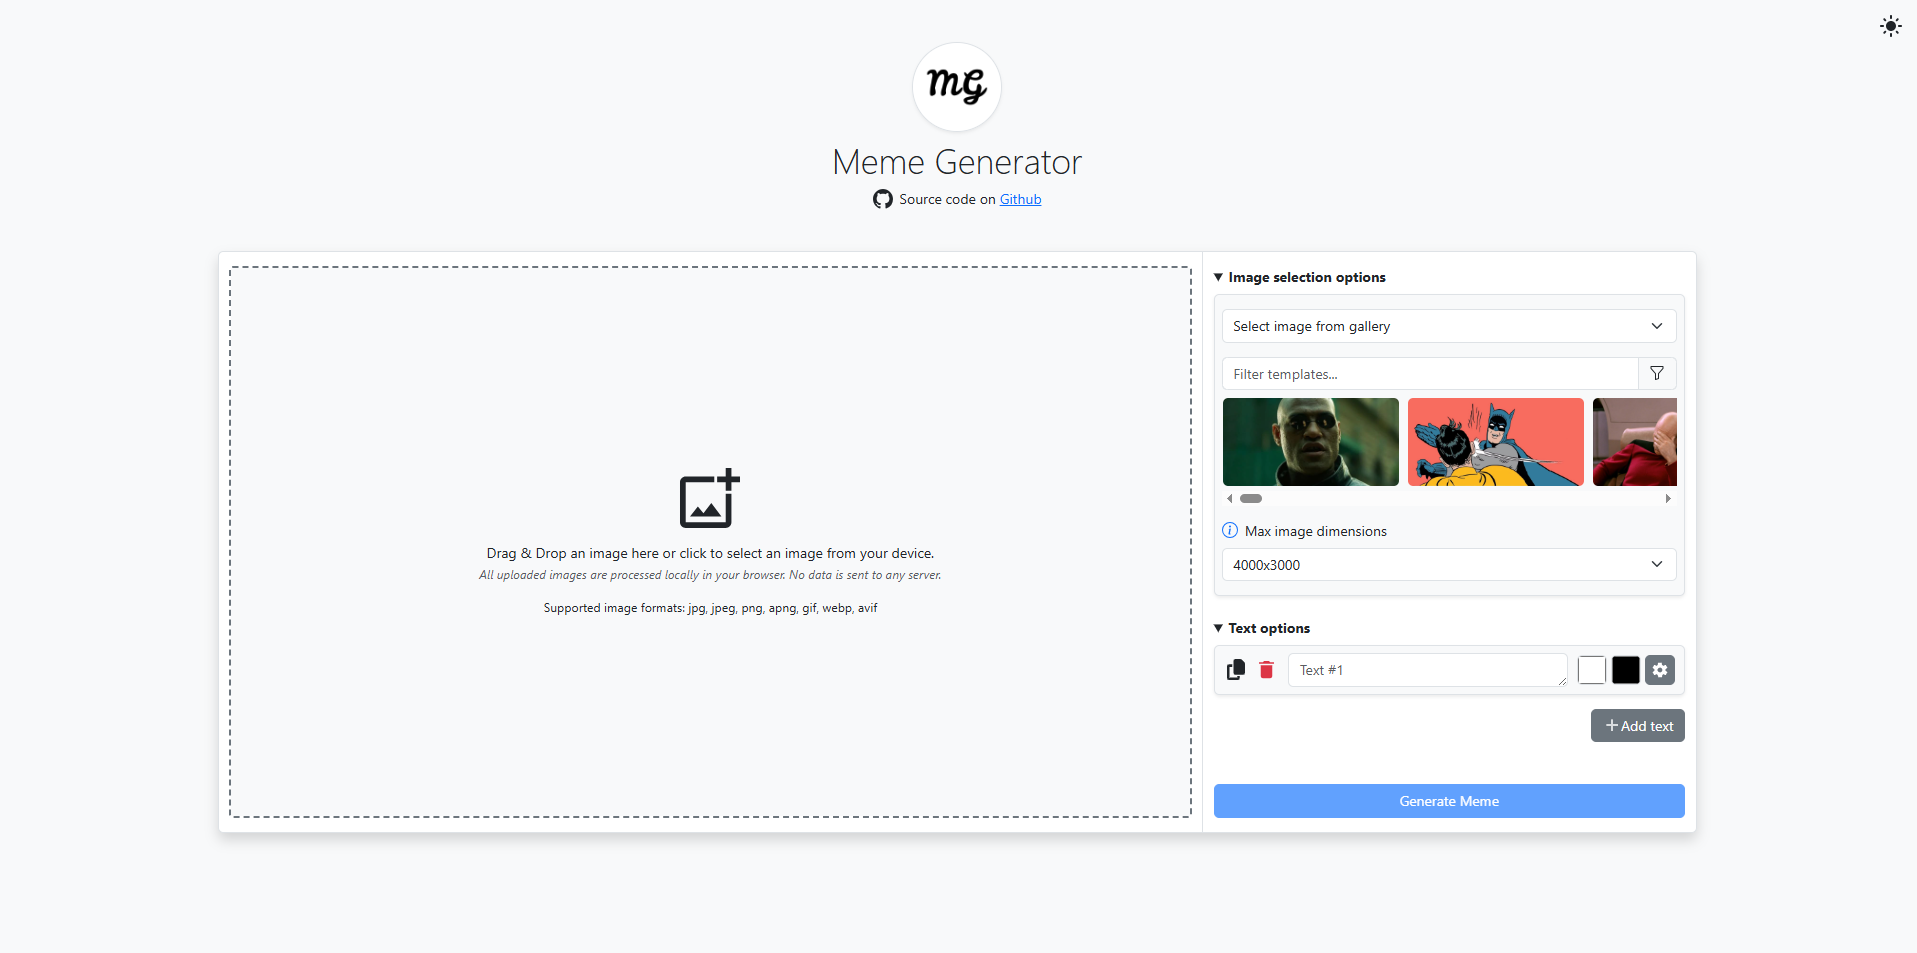 mG
Meme Generator
Source code on Github
Drag & Drop an image here or click to select an image from your device.
All uploaded images are processed locally in your browser. No data is sent to any server.
Supported image formats: jpg, jpeg, png, apng, gif, webp, avif
Image selection options
Select image from gallery
Filter templates...
Max image dimensions
4000x3000
Text options
Text #1
Add text
Generate Meme